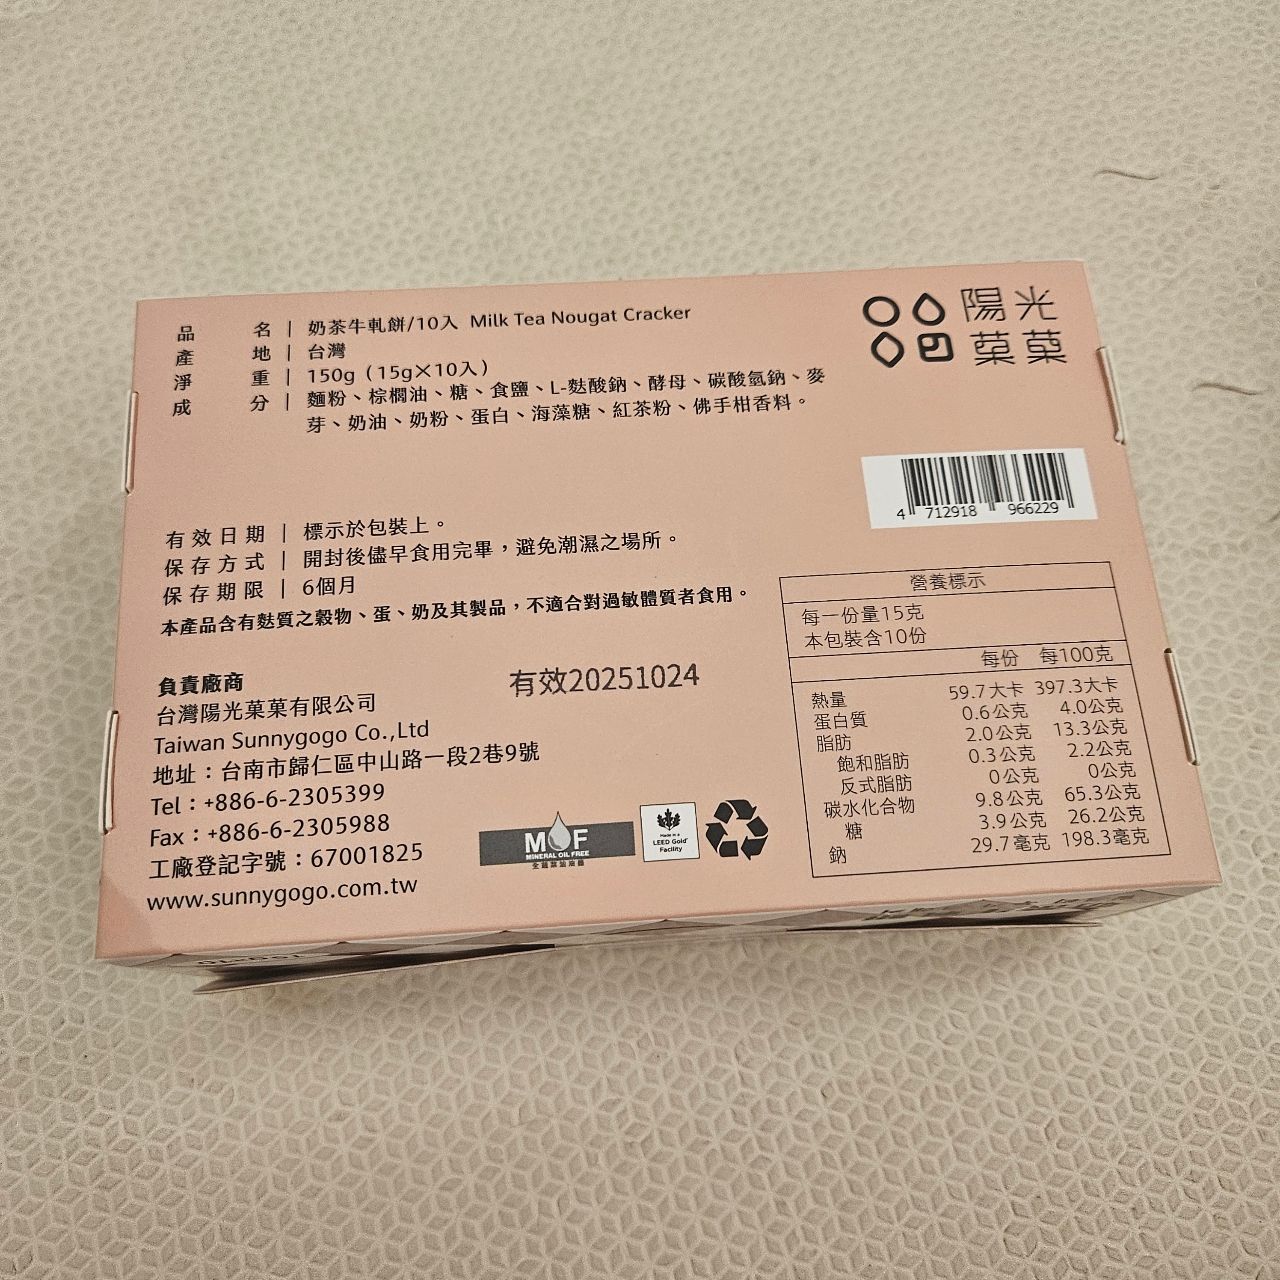 品名｜奶茶牛軋餅/10入 Milk Tea Nougat Cracker
產地｜台灣
淨重｜150g（15g×10入）
成分｜麵粉、棕櫚油、糖、食鹽、L-麩酸鈉、酵母、碳酸氫鈉、麥
芽、奶油、奶粉、蛋白、海藻糖、紅茶粉、佛手柑香料。
陽光
菓菓
4 712918 966229
有效日期｜標示於包裝上。
保存方式｜開封後儘早食用完畢，避免潮濕之場所。
保存期限｜6個月
本產品含有麩質之穀物、蛋、奶及其製品，不適合對過敏體質者食用。
有效20251024
負責廠商
台灣陽光菓菓有限公司
Taiwan Sunnygogo Co.,Ltd
地址：台南市歸仁區中山路一段2巷9號
Tel：+886-6-2305399
Fax：+886-6-2305988
工廠登記字號：67001825
www.sunnygogo.com.tw
MOF
MINERAL OIL FREE
Made in a
LEED Gold
Facility
營養標示
每一份量15克
本包裝含10份
每份 每100克
熱量 59.7大卡 397.3大卡
蛋白質 0.6公克 4.0公克
脂肪 2.0公克 13.3公克
飽和脂肪 0.3公克 2.2公克
反式脂肪 0公克 0公克
碳水化合物 9.8公克 65.3公克
糖 3.9公克 26.2公克
鈉 29.7毫克 198.3毫克